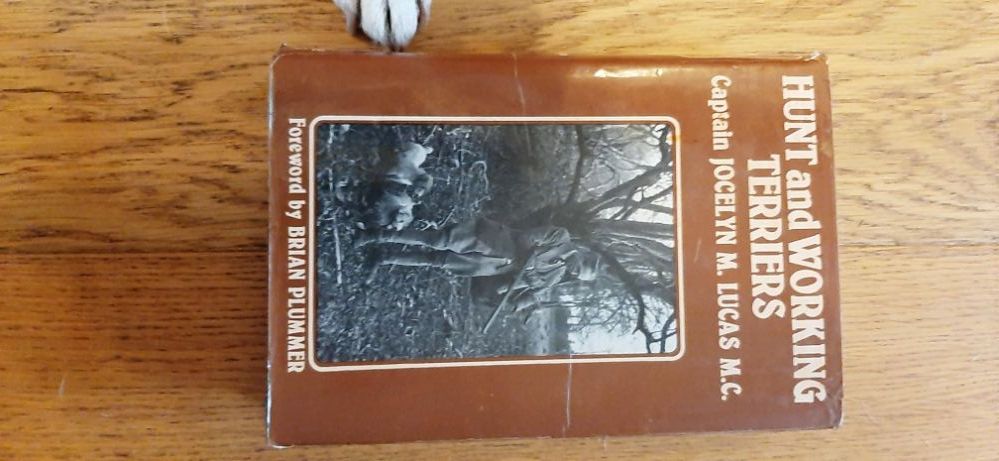 HUNT and WORKING
TERRIERS
Captain JOCELYN M. LUCAS M.C.
Foreword by BRIAN PLUMMER